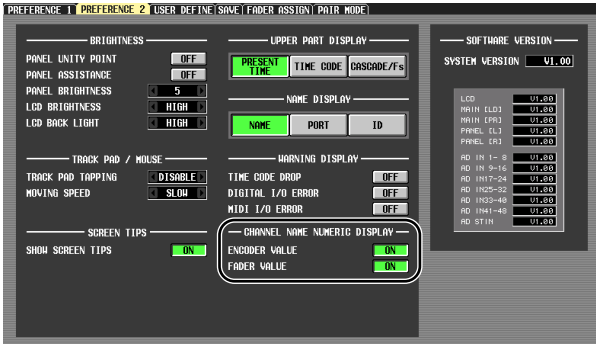 PREFERENCE 1 PREFERENCE 2 USER DEFINE SAVE FADER ASSIGN PAIR MODE
BRIGHTNESS
PANEL UNITY POINT OFF
PANEL ASSISTANCE OFF
PANEL BRIGHTNESS 5
LCD BRIGHTNESS HIGH
LCD BACK LIGHT HIGH
TRACK PAD / MOUSE
TRACK PAD TAPPING DISABLE
MOVING SPEED SLOW
SCREEN TIPS
SHOW SCREEN TIPS ON
UPPER PART DISPLAY
PRESENT TIME TIME CODE CASCADE/Fs
NAME DISPLAY
NAME PORT ID
WARNING DISPLAY
TIME CODE DROP OFF
DIGITAL I/O ERROR OFF
MIDI I/O ERROR OFF
CHANNEL NAME NUMERIC DISPLAY
ENCODER VALUE ON
FADER VALUE ON
SOFTWARE VERSION
SYSTEM VERSION V1.00
LCD V1.00
MAIN [LD] V1.00
MAIN [PA] V1.00
PANEL [L] V1.00
PANEL [R] V1.00
AD IN 1- 8 V1.00
AD IN 9-16 V1.00
AD IN17-24 V1.00
AD IN25-32 V1.00
AD IN33-40 V1.00
AD IN41-48 V1.00
AD STIN V1.00